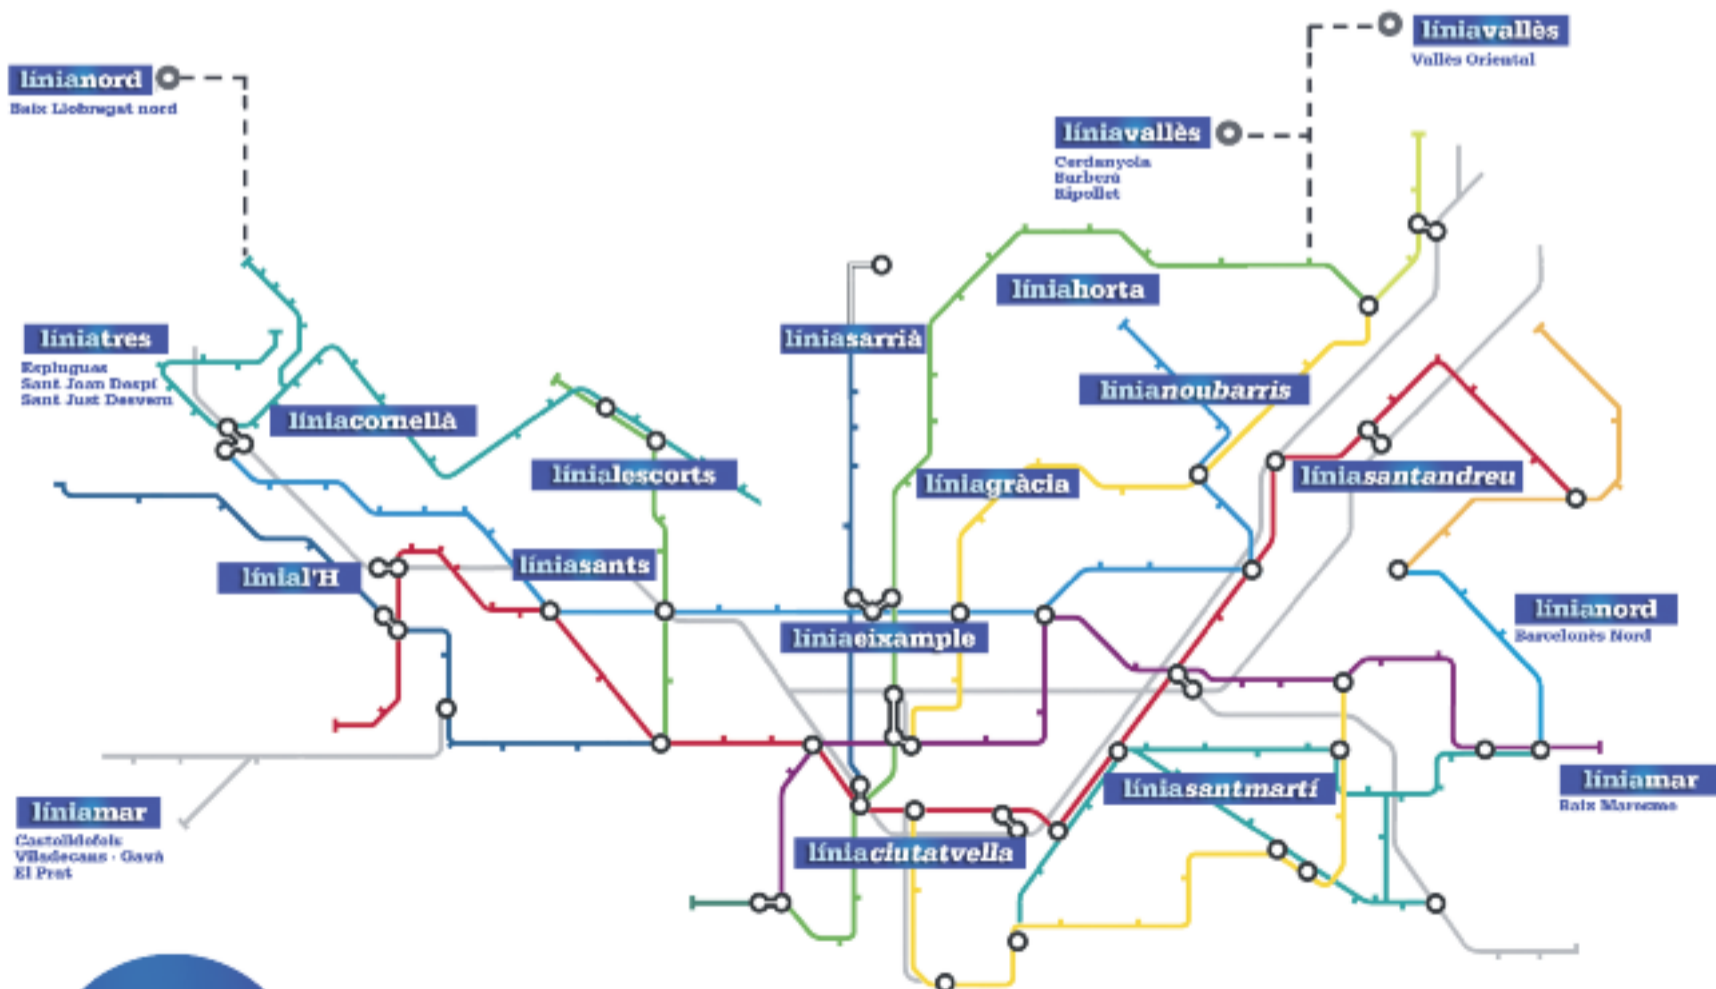 líniavallès
Vallès Oriental
línianord
Baix Llobregat nord
líniavallès
Cerdanyola
Barberà
Ripollet
líniahorta
líniatres
Esplugues
Sant Joan Despí
Sant Just Desvern
líniasarrià
línianoubarris
líniacornellà
línialescorts
líniagràcia
líniasantandreu
línial'H
líniasants
línianord
Barcelonès Nord
líniaeixample
líniamar
Baix Maresme
líniasantmartí
líniamar
Castelldefels
Viladecans · Gavà
El Prat
líniaciutatvella